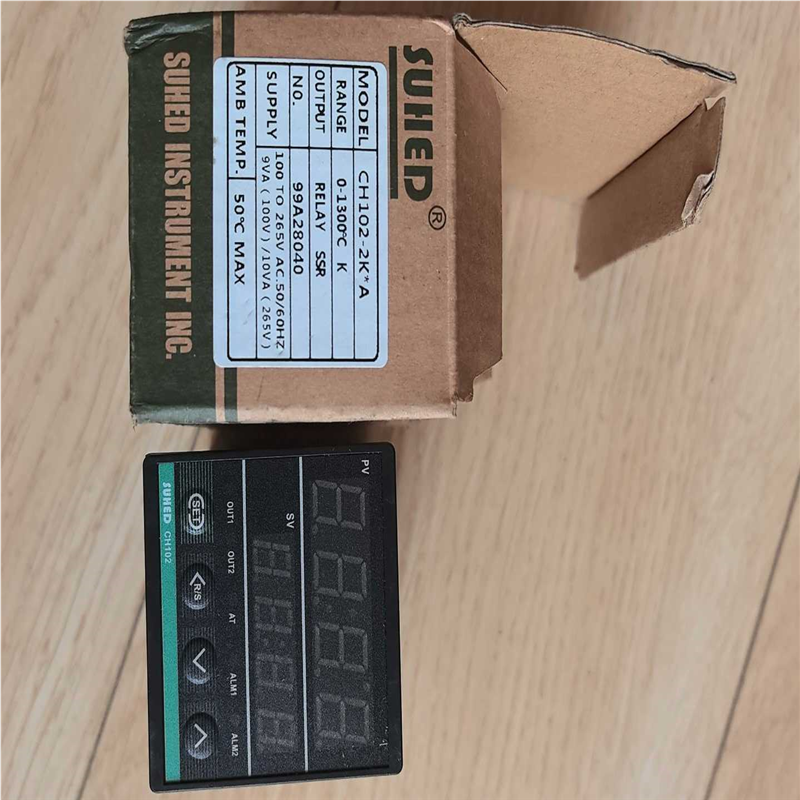 SUHED®
MODEL CH102-2K*A
RANGE 0-1300℃ K
OUTPUT RELAY SSR
NO. 99A28040
SUPPLY 100 TO 265V AC.50/60HZ
9VA(100V)/10VA(265V)
AMB TEMP. 50℃ MAX
SUHED INSTRUMENT INC.
PV
SV
OUT1 OUT2 AT ALM1 ALM2
SET <R/S
SUHED CH102